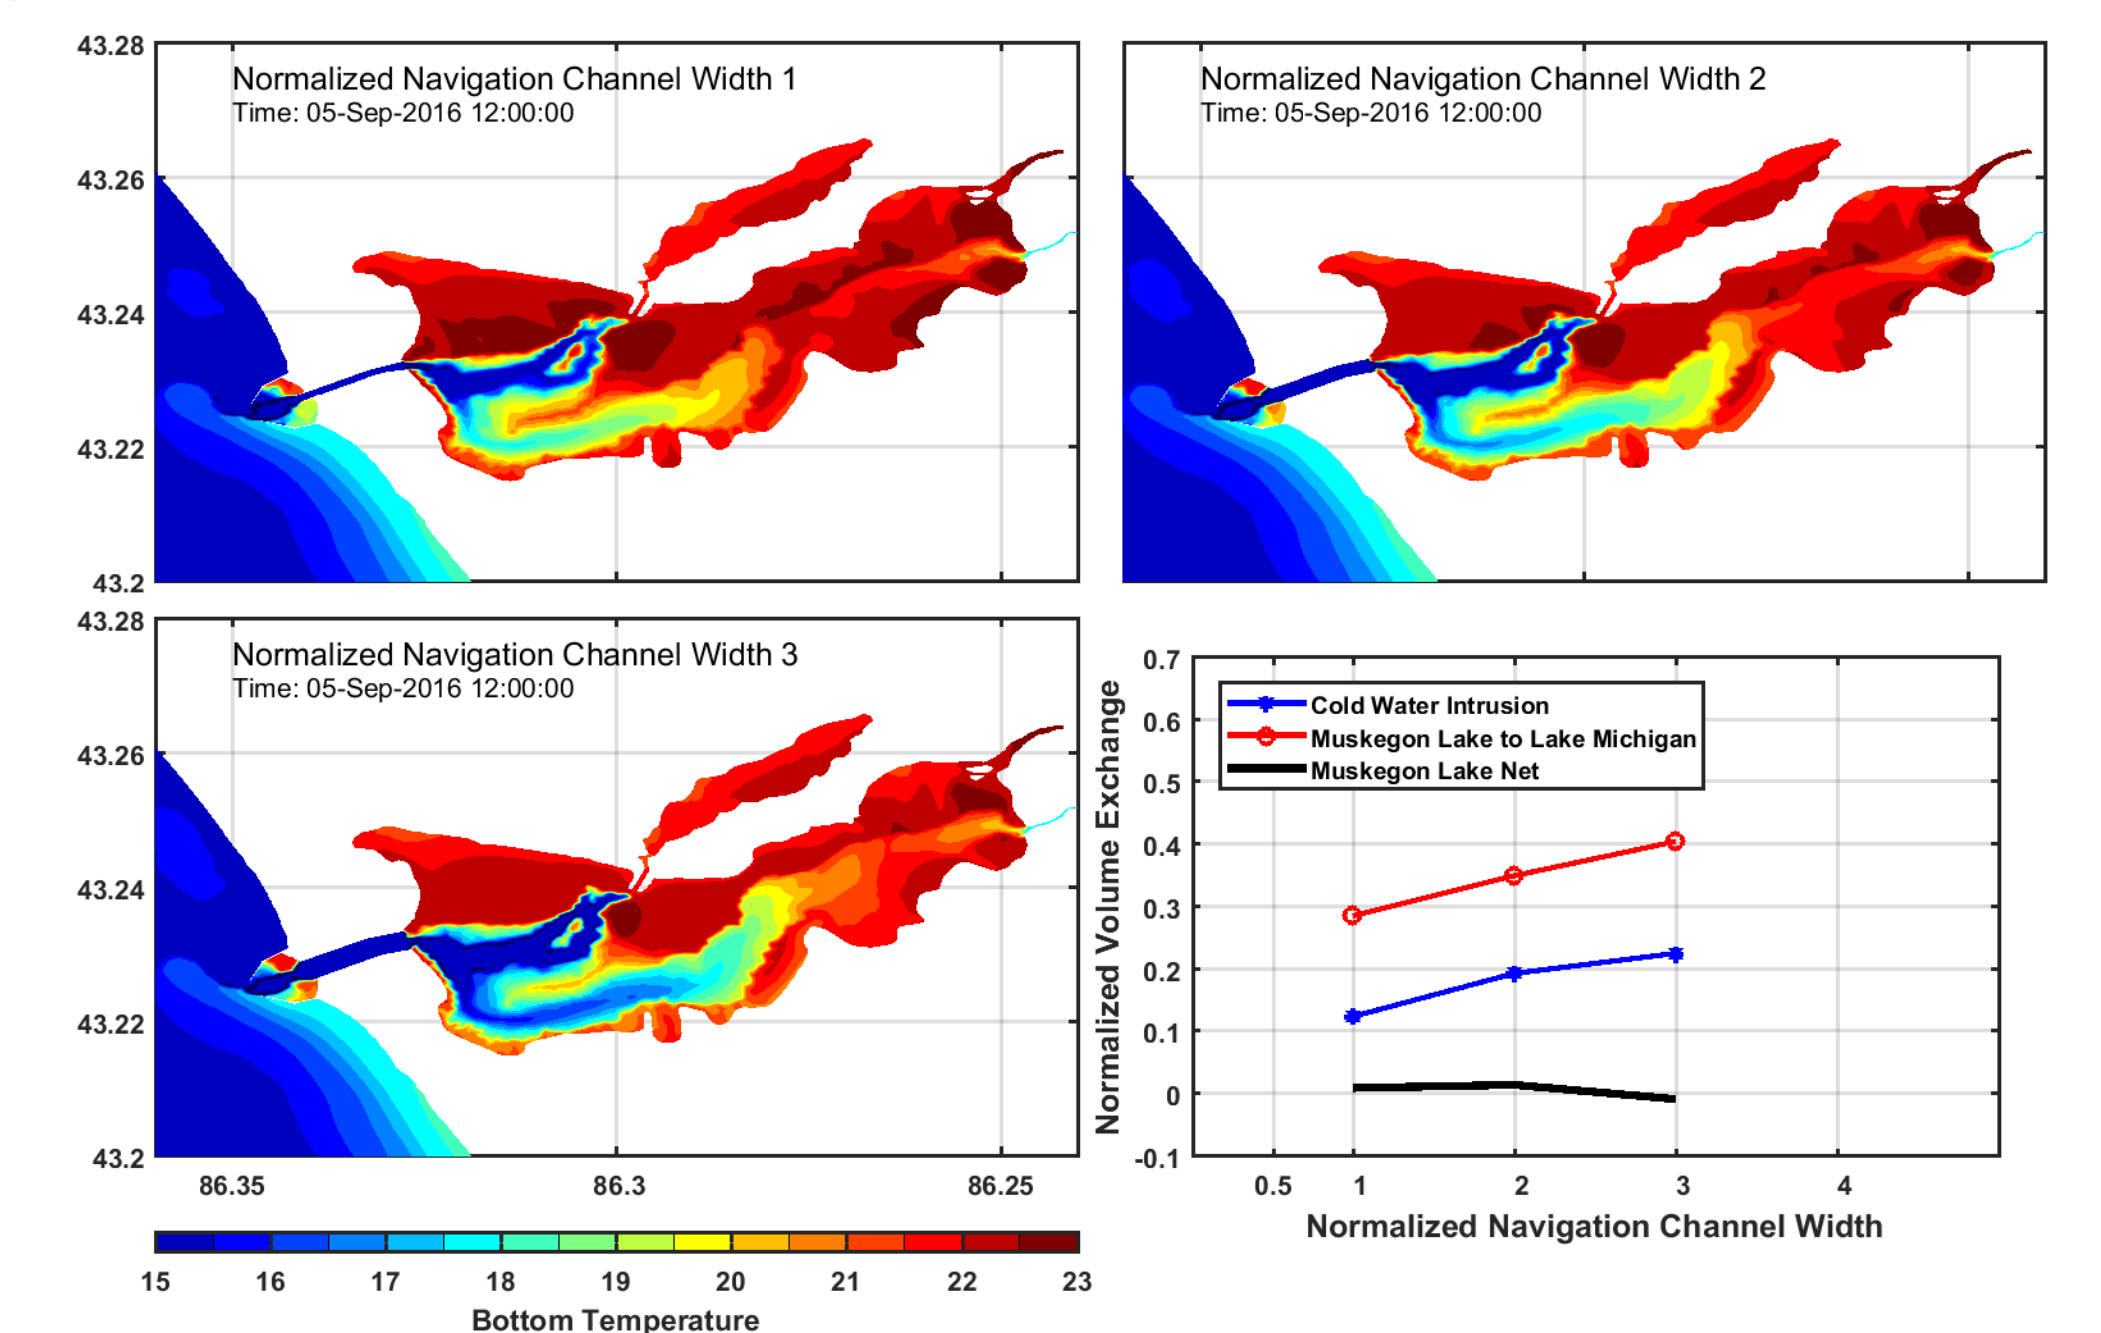 43.28
43.26
43.24
43.22
43.2
Normalized Navigation Channel Width 1
Time: 05-Sep-2016 12:00:00
Normalized Navigation Channel Width 2
Time: 05-Sep-2016 12:00:00
43.28
43.26
43.24
43.22
43.2
Normalized Navigation Channel Width 3
Time: 05-Sep-2016 12:00:00
86.35 86.3 86.25
15 16 17 18 19 20 21 22 23
Bottom Temperature
Normalized Volume Exchange
0.7
0.6
0.5
0.4
0.3
0.2
0.1
0
-0.1
Cold Water Intrusion
Muskegon Lake to Lake Michigan
Muskegon Lake Net
0.5 1 2 3 4
Normalized Navigation Channel Width